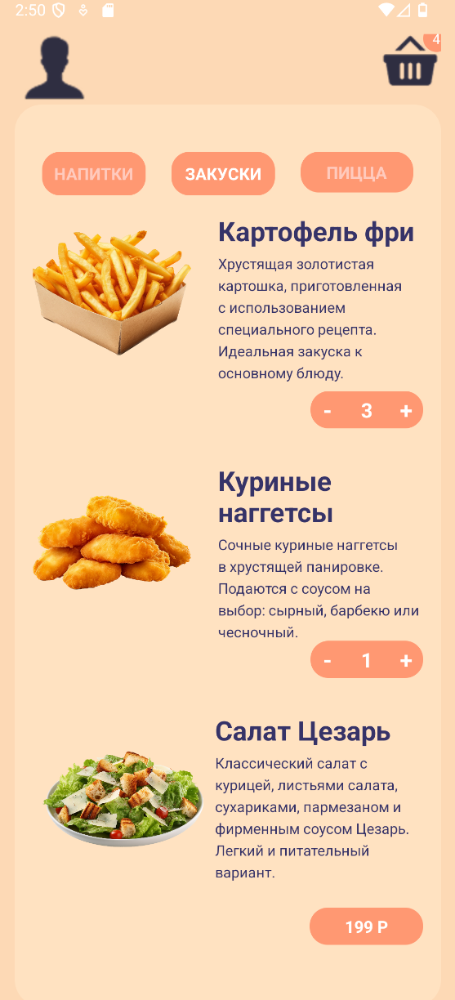 2:50
4
НАПИТКИ ЗАКУСКИ ПИЦЦА
Картофель фри
Хрустящая золотистая
картошка, приготовленная
с использованием
специального рецепта.
Идеальная закуска к
основному блюду.
- 3 +
Куриные
наггетсы
Сочные куриные наггетсы
в хрустящей панировке.
Подаются с соусом на
выбор: сырный, барбекю или
чесночный.
- 1 +
Салат Цезарь
Классический салат с
курицей, листьями салата,
сухариками, пармезаном и
фирменным соусом Цезарь.
Легкий и питательный
вариант.
199 Р